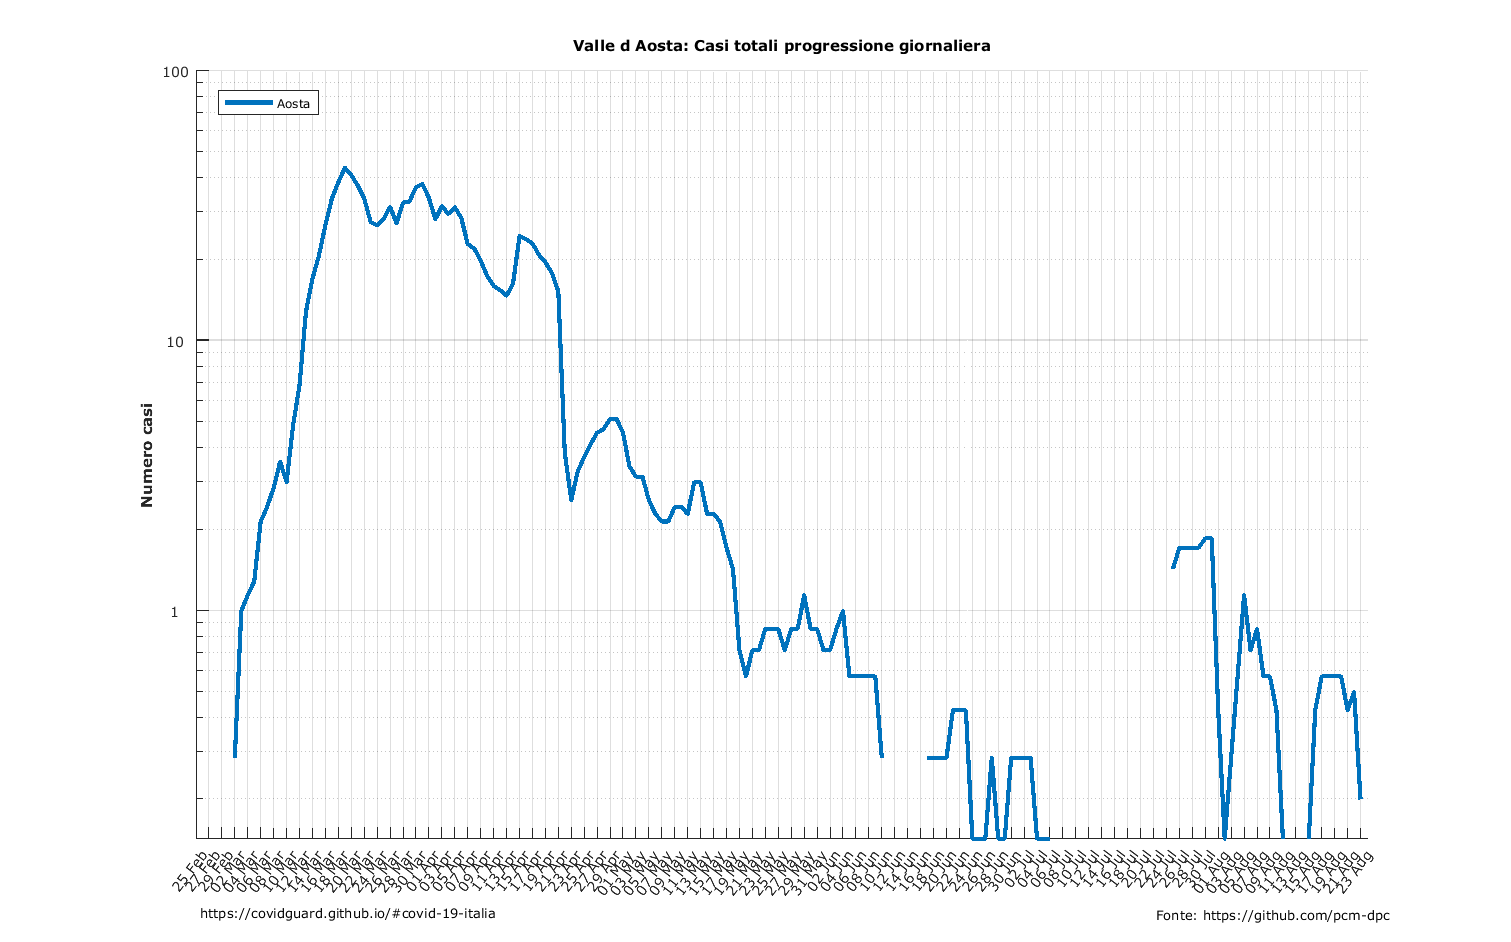 Valle d Aosta: Casi totali progressione giornaliera
Aosta
100
10
1
Numero casi
25 Feb
27 Feb
29 Feb
02 Mar
04 Mar
06 Mar
08 Mar
10 Mar
12 Mar
14 Mar
16 Mar
18 Mar
20 Mar
22 Mar
24 Mar
26 Mar
28 Mar
30 Mar
01 Apr
03 Apr
05 Apr
07 Apr
09 Apr
11 Apr
13 Apr
15 Apr
17 Apr
19 Apr
21 Apr
23 Apr
25 Apr
27 Apr
29 Apr
01 May
03 May
05 May
07 May
09 May
11 May
13 May
15 May
17 May
19 May
21 May
23 May
25 May
27 May
29 May
31 May
02 Jun
04 Jun
06 Jun
08 Jun
10 Jun
12 Jun
14 Jun
16 Jun
18 Jun
20 Jun
22 Jun
24 Jun
26 Jun
28 Jun
30 Jun
02 Jul
04 Jul
06 Jul
08 Jul
10 Jul
12 Jul
14 Jul
16 Jul
18 Jul
20 Jul
22 Jul
24 Jul
26 Jul
28 Jul
30 Jul
01 Aug
03 Aug
05 Aug
07 Aug
09 Aug
11 Aug
13 Aug
15 Aug
17 Aug
19 Aug
21 Aug
23 Aug
https://covidguard.github.io/#covid-19-italia
Fonte: https://github.com/pcm-dpc